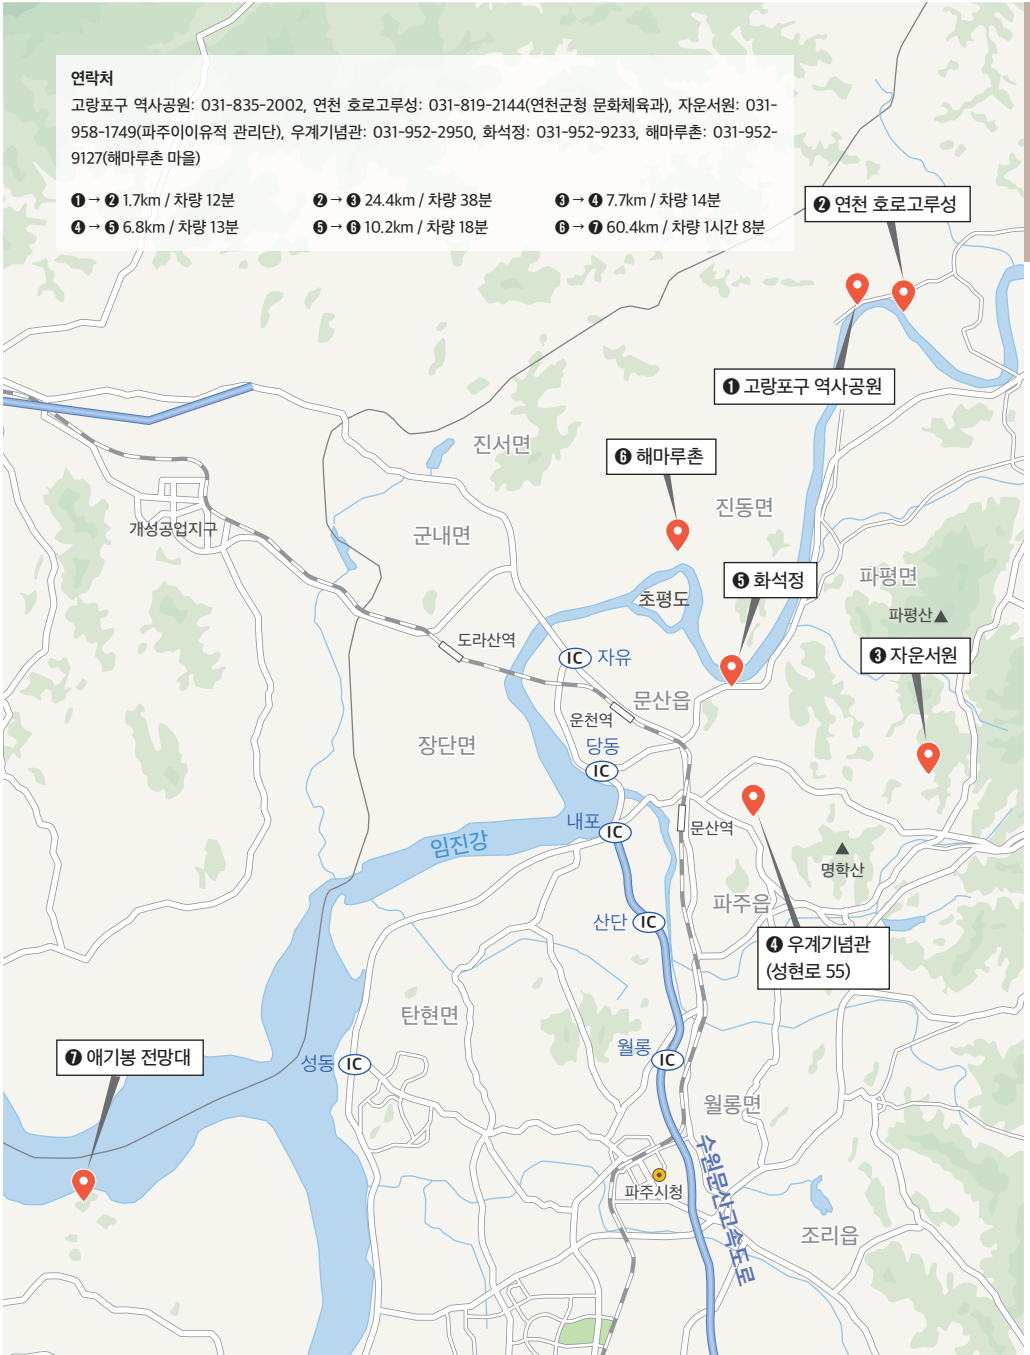 연락처
고랑포구 역사공원: 031-835-2002, 연천 호로고루성: 031-819-2144(연천군청 문화체육과), 자운서원: 031-
958-1749(파주이이유적 관리단), 우계기념관: 031-952-2950, 화석정: 031-952-9233, 해마루촌: 031-952-
9127(해마루촌 마을)
❶ → ❷ 1.7km / 차량 12분 ❷ → ❸ 24.4km / 차량 38분 ❸ → ❹ 7.7km / 차량 14분
❹ → ❺ 6.8km / 차량 13분 ❺ → ❻ 10.2km / 차량 18분 ❻ → ❼ 60.4km / 차량 1시간 8분
❷ 연천 호로고루성
❶ 고랑포구 역사공원
진서면
❻ 해마루촌
진동면
개성공업지구
군내면
❺ 화석정
파평면
초평도
파평산▲
도라산역
IC 자유
❸ 자운서원
문산읍
운천역
장단면
당동
IC
내포
IC
문산역
임진강
▲
명학산
파주읍
산단 IC
❹ 우계기념관
(성현로 55)
탄현면
❼ 애기봉 전망대
성동 IC
월롱
IC
월롱면
수원문산고속도로
파주시청
조리읍